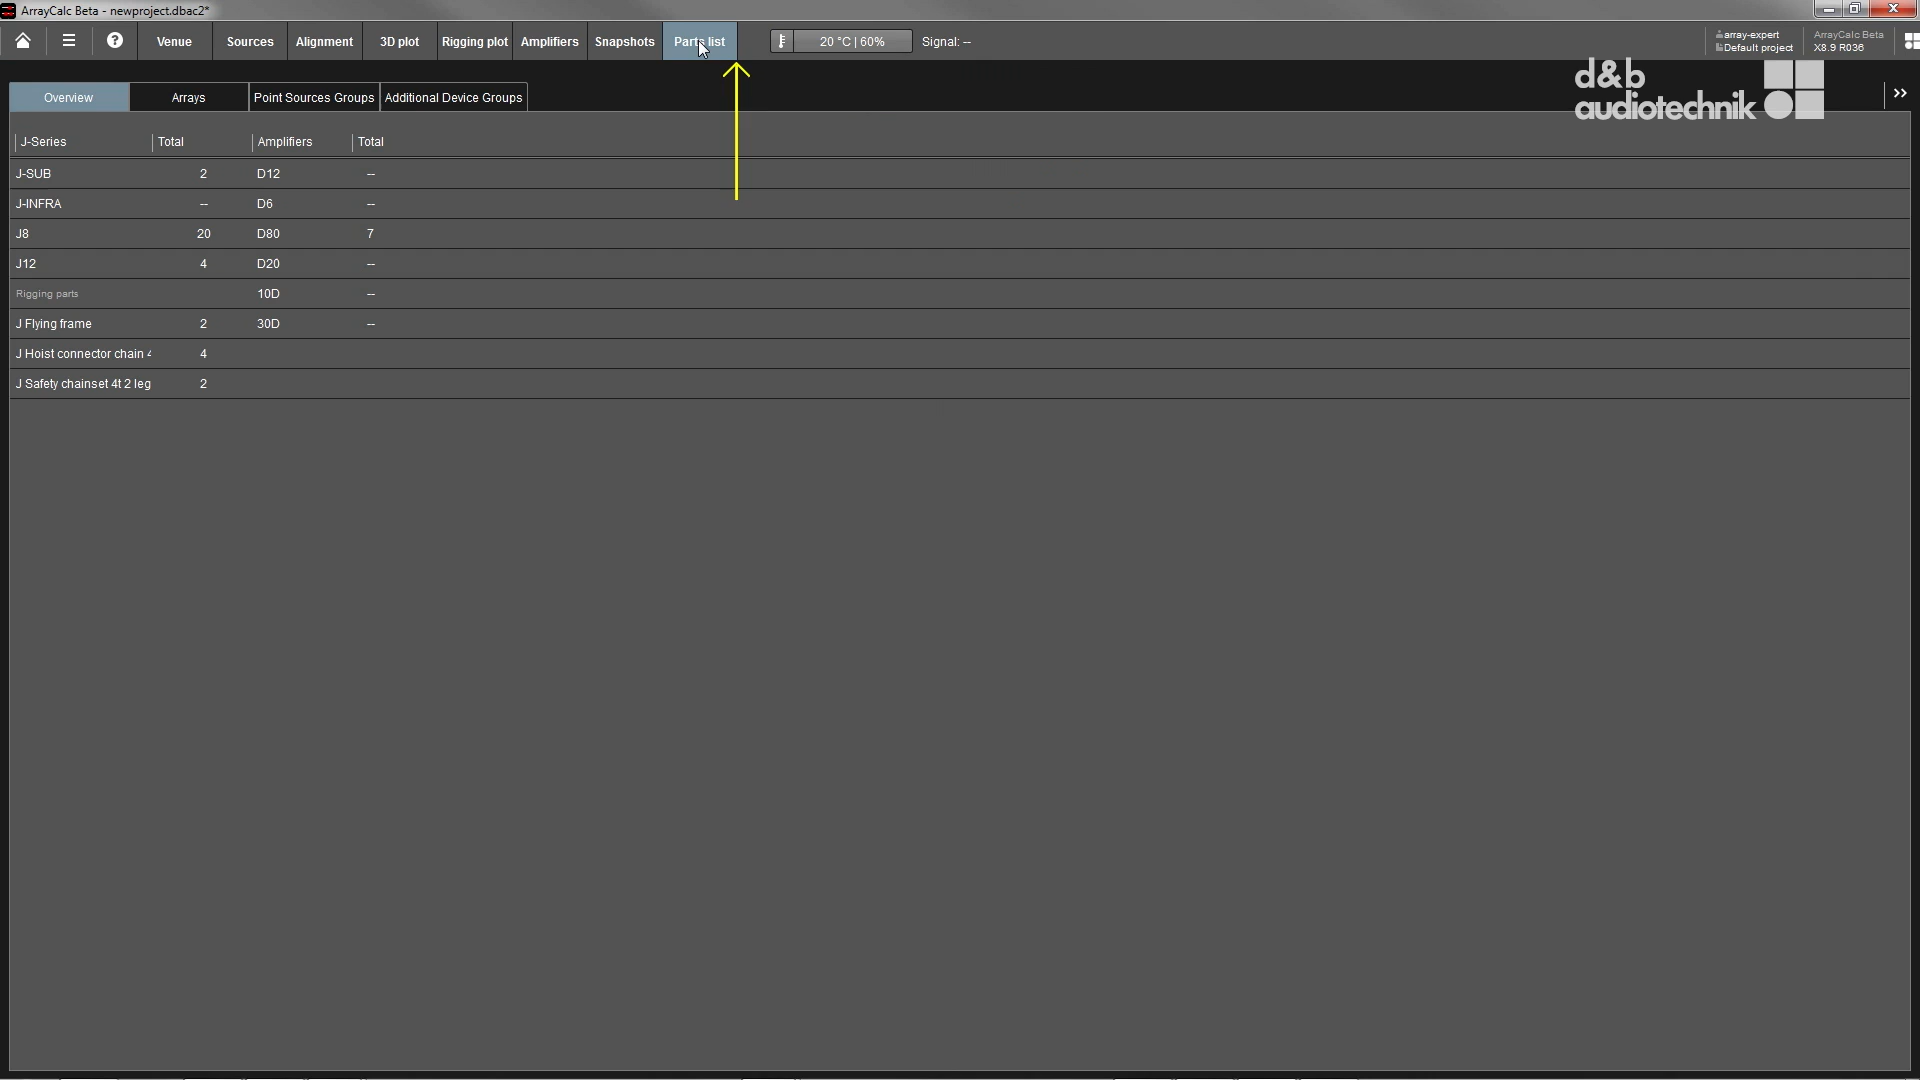 ArrayCalc Beta - newproject.dbac2*
Venue Sources Alignment 3D plot Rigging plot Amplifiers Snapshots Parts list 20 °C | 60% Signal: --
array-expert
Default project
ArrayCalc Beta
X8.9 R036
d&b
audiotechnik
Overview Arrays Point Sources Groups Additional Device Groups
J-Series Total Amplifiers Total
J-SUB 2 D12 --
J-INFRA -- D6 --
J8 20 D80 7
J12 4 D20 --
Rigging parts 10D --
J Flying frame 2 30D --
J Hoist connector chain 4
J Safety chainset 4t 2 leg 2